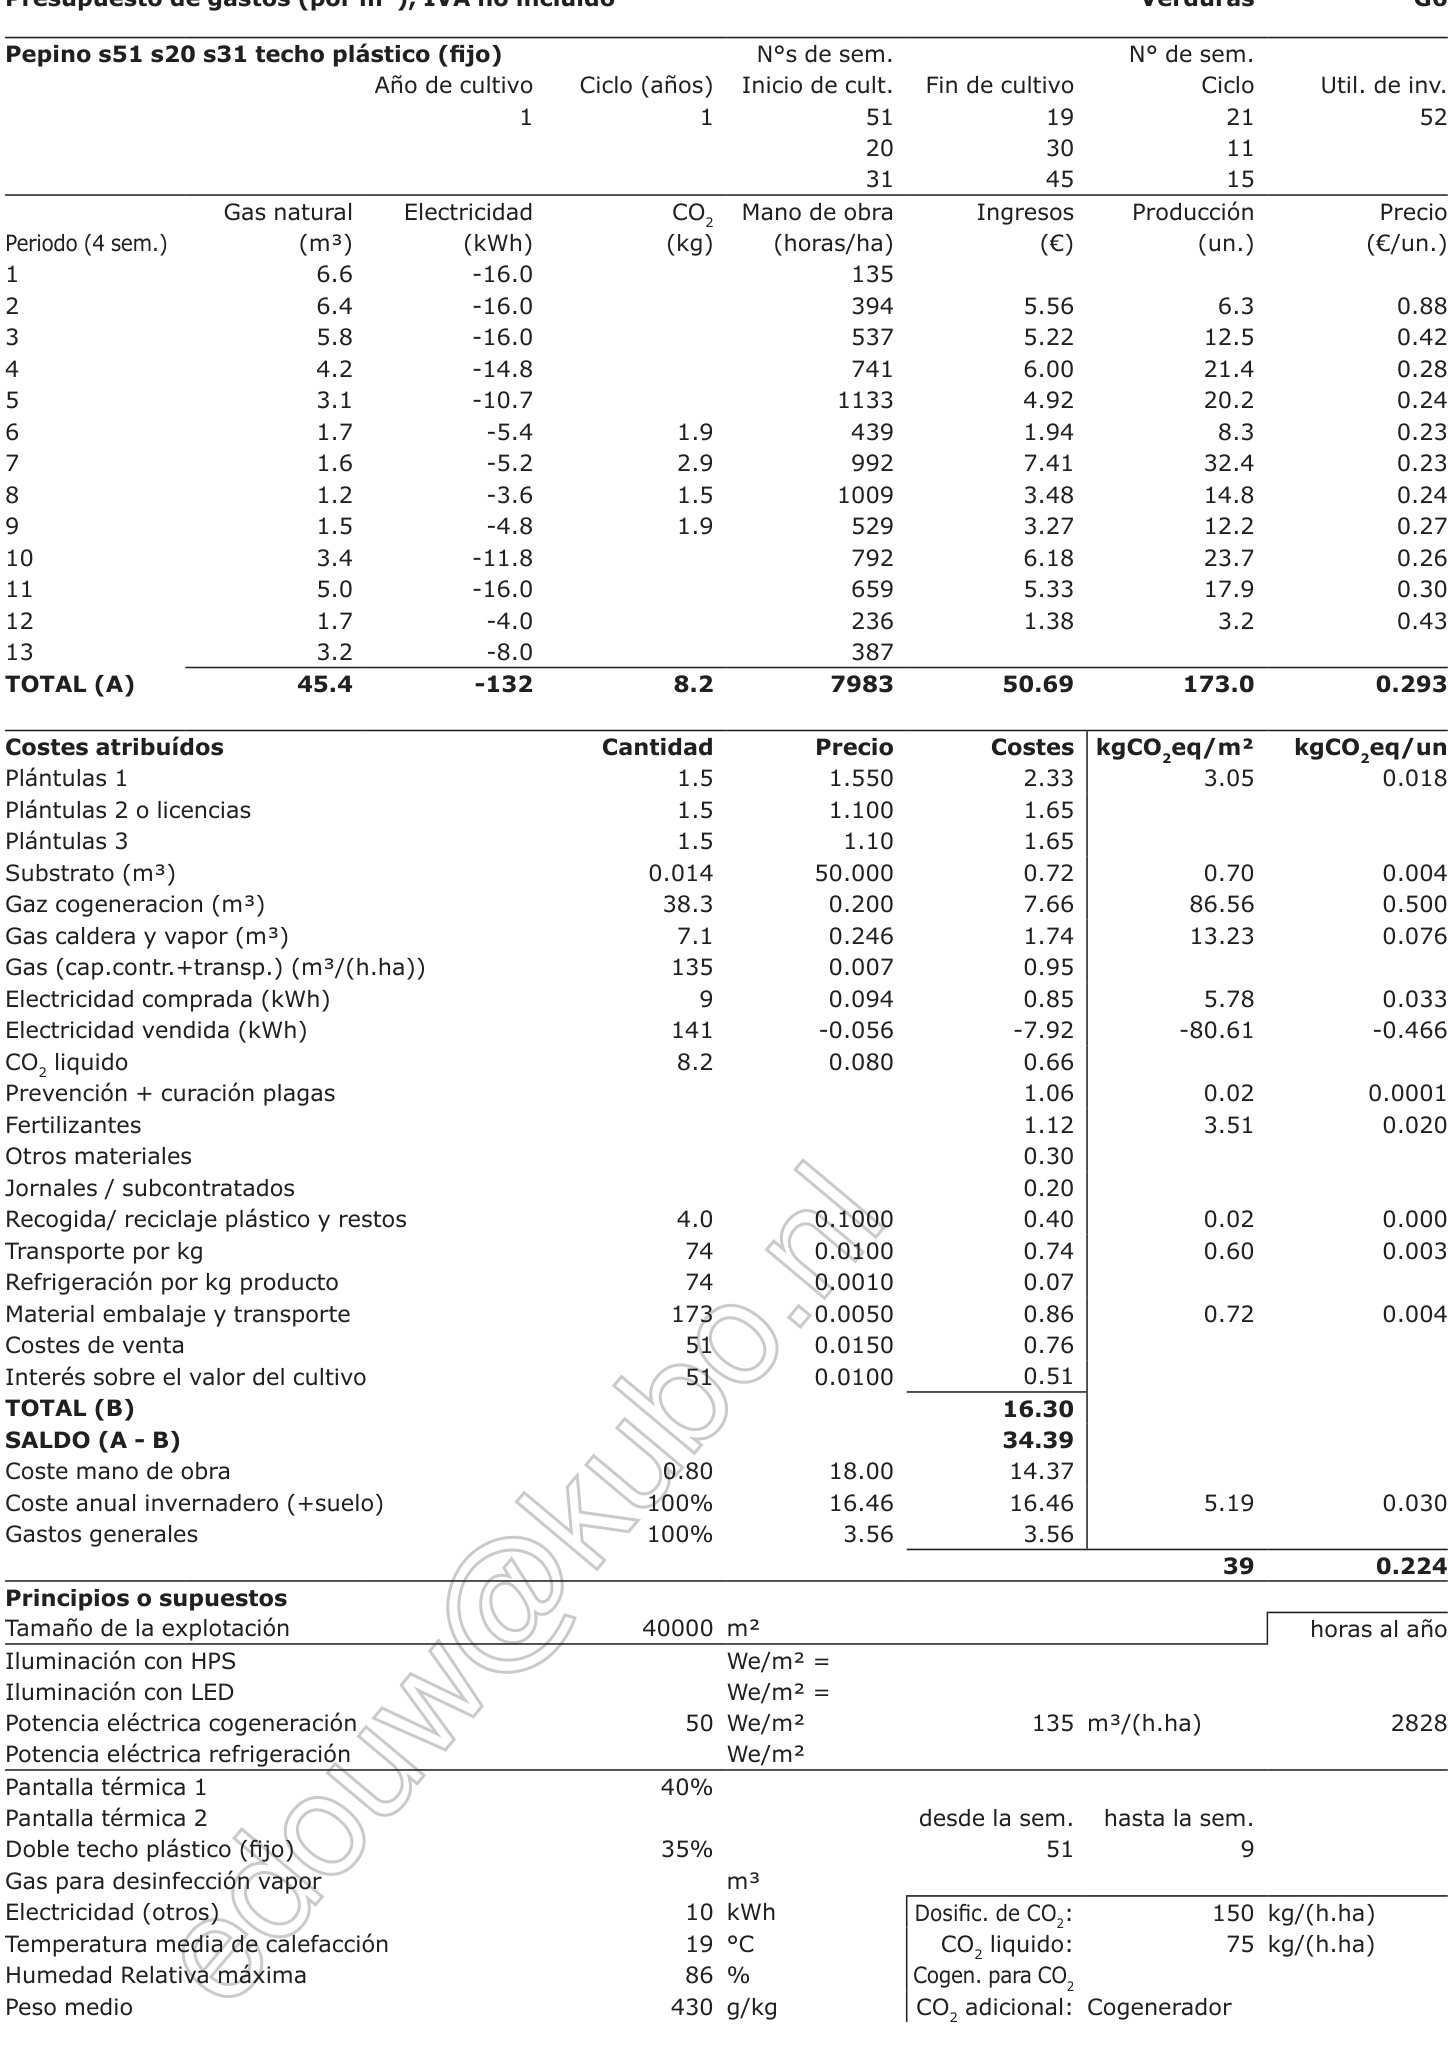 Presupuesto de gastos (por m²), IVA no incluido Verduras G6
Pepino s51 s20 s31 techo plástico (fijo) N°s de sem. N° de sem.
Año de cultivo Ciclo (años) Inicio de cult. Fin de cultivo Ciclo Util. de inv.
1 1 51 19 21 52
20 30 11
31 45 15
Gas natural Electricidad CO₂ Mano de obra Ingresos Producción Precio
Periodo (4 sem.) (m³) (kWh) (kg) (horas/ha) (€) (un.) (€/un.)
1 6.6 -16.0 135
2 6.4 -16.0 394 5.56 6.3 0.88
3 5.8 -16.0 537 5.22 12.5 0.42
4 4.2 -14.8 741 6.00 21.4 0.28
5 3.1 -10.7 1133 4.92 20.2 0.24
6 1.7 -5.4 1.9 439 1.94 8.3 0.23
7 1.6 -5.2 2.9 992 7.41 32.4 0.23
8 1.2 -3.6 1.5 1009 3.48 14.8 0.24
9 1.5 -4.8 1.9 529 3.27 12.2 0.27
10 3.4 -11.8 792 6.18 23.7 0.26
11 5.0 -16.0 659 5.33 17.9 0.30
12 1.7 -4.0 236 1.38 3.2 0.43
13 3.2 -8.0 387
TOTAL (A) 45.4 -132 8.2 7983 50.69 173.0 0.293
Costes atribuídos Cantidad Precio Costes kgCO₂eq/m² kgCO₂eq/un
Plántulas 1 1.5 1.550 2.33 3.05 0.018
Plántulas 2 o licencias 1.5 1.100 1.65
Plántulas 3 1.5 1.10 1.65
Substrato (m³) 0.014 50.000 0.72 0.70 0.004
Gaz cogeneracion (m³) 38.3 0.200 7.66 86.56 0.500
Gas caldera y vapor (m³) 7.1 0.246 1.74 13.23 0.076
Gas (cap.contr.+transp.) (m³/(h.ha)) 135 0.007 0.95
Electricidad comprada (kWh) 9 0.094 0.85 5.78 0.033
Electricidad vendida (kWh) 141 -0.056 -7.92 -80.61 -0.466
CO₂ liquido 8.2 0.080 0.66
Prevención + curación plagas 1.06 0.02 0.0001
Fertilizantes 1.12 3.51 0.020
Otros materiales 0.30
Jornales / subcontratados 0.20
Recogida/ reciclaje plástico y restos 4.0 0.1000 0.40 0.02 0.000
Transporte por kg 74 0.0100 0.74 0.60 0.003
Refrigeración por kg producto 74 0.0010 0.07
Material embalaje y transporte 173 0.0050 0.86 0.72 0.004
Costes de venta 51 0.0150 0.76
Interés sobre el valor del cultivo 51 0.0100 0.51
TOTAL (B) 16.30
SALDO (A - B) 34.39
Coste mano de obra 0.80 18.00 14.37
Coste anual invernadero (+suelo) 100% 16.46 16.46 5.19 0.030
Gastos generales 100% 3.56 3.56
39 0.224
Principios o supuestos
Tamaño de la explotación 40000 m² horas al año
Iluminación con HPS We/m² =
Iluminación con LED We/m² =
Potencia eléctrica cogeneración 50 We/m² 135 m³/(h.ha) 2828
Potencia eléctrica refrigeración We/m²
Pantalla térmica 1 40%
Pantalla térmica 2 desde la sem. hasta la sem.
Doble techo plástico (fijo) 35% 51 9
Gas para desinfección vapor m³
Electricidad (otros) 10 kWh Dosific. de CO₂: 150 kg/(h.ha)
Temperatura media de calefacción 19 °C CO₂ liquido: 75 kg/(h.ha)
Humedad Relativa máxima 86 % Cogen. para CO₂
Peso medio 430 g/kg CO₂ adicional: Cogenerador
edouw@kubo.nl